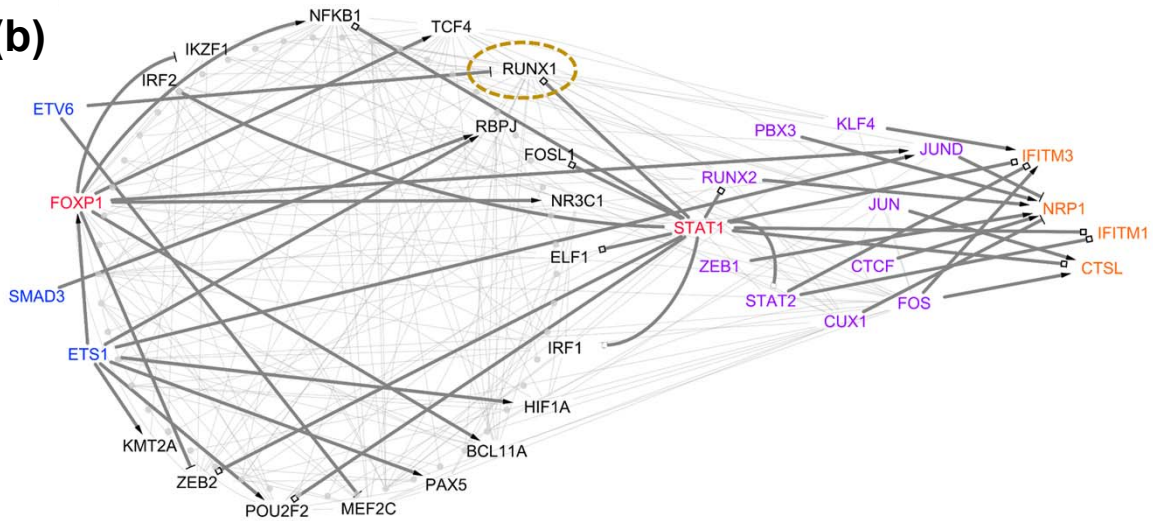 (b)
NFKB1
TCF4
IKZF1
IRF2
RUNX1
ETV6
RBPJ
PBX3
KLF4
JUND
IFITM3
FOSL1
RUNX2
FOXP1
NR3C1
JUN
NRP1
STAT1
IFITM1
ELF1
ZEB1
CTCF
CTSL
SMAD3
STAT2
FOS
CUX1
ETS1
IRF1
HIF1A
KMT2A
BCL11A
ZEB2
PAX5
POU2F2
MEF2C